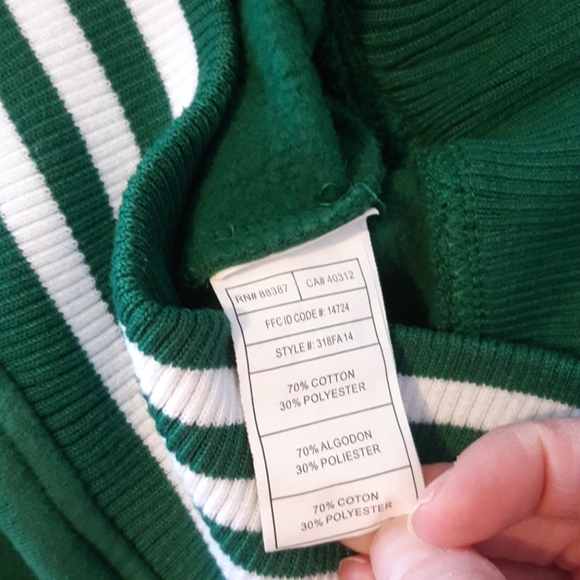 RN# 88387 CA# 40312
FFC ID CODE #: 14724
STYLE #: 318FA14
70% COTTON
30% POLYESTER
70% ALGODON
30% POLIESTER
70% COTON
30% POLYESTER